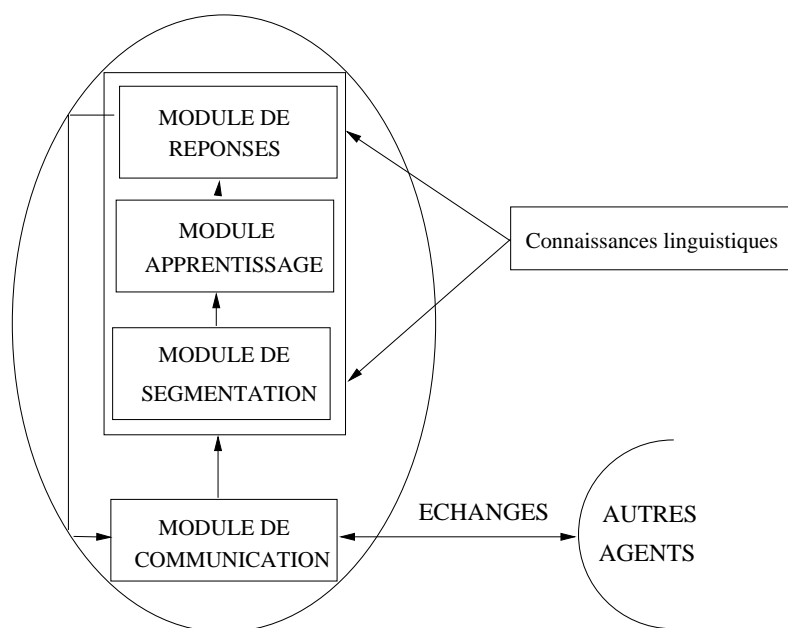 MODULE DE
REPONSES
MODULE
APPRENTISSAGE
Connaissances linguistiques
MODULE DE
SEGMENTATION
MODULE DE
COMMUNICATION
ECHANGES
AUTRES
AGENTS